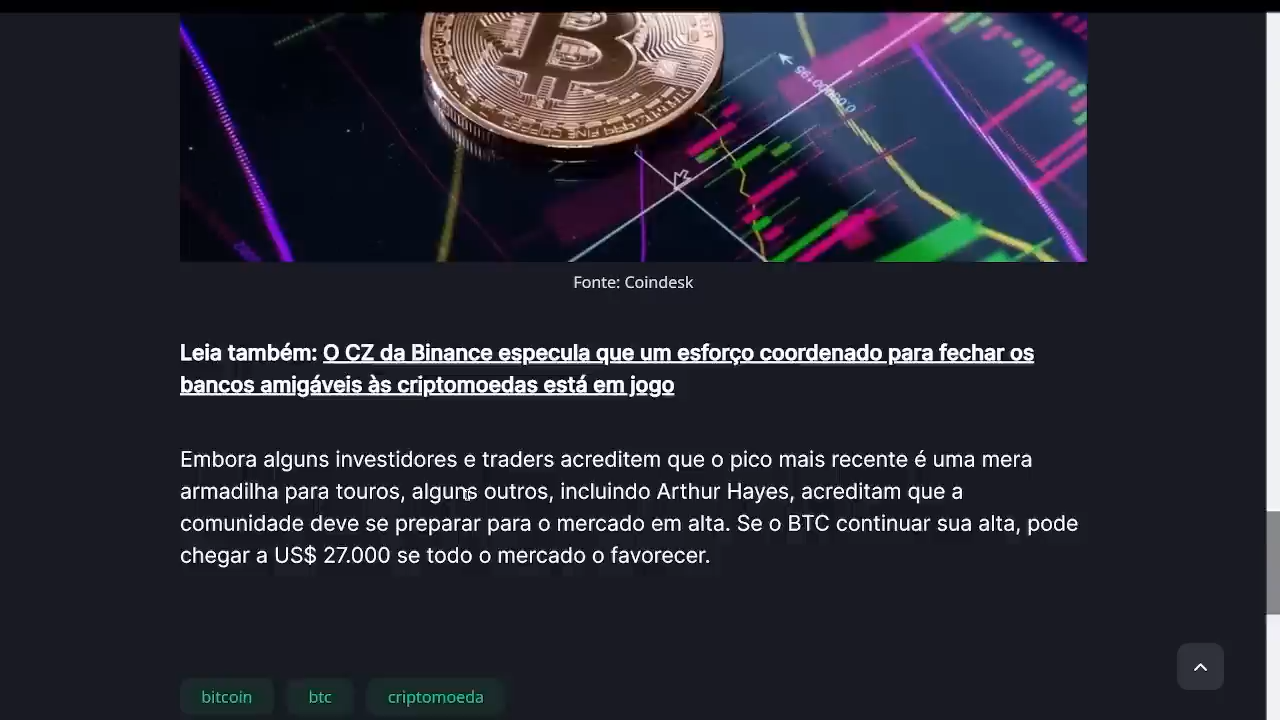 0.00000195
Fonte: Coindesk
Leia também: O CZ da Binance especula que um esforço coordenado para fechar os
bancos amigáveis às criptomoedas está em jogo
Embora alguns investidores e traders acreditem que o pico mais recente é uma mera
armadilha para touros, alguns outros, incluindo Arthur Hayes, acreditam que a
comunidade deve se preparar para o mercado em alta. Se o BTC continuar sua alta, pode
chegar a US$ 27.000 se todo o mercado o favorecer.
bitcoin
btc
criptomoeda